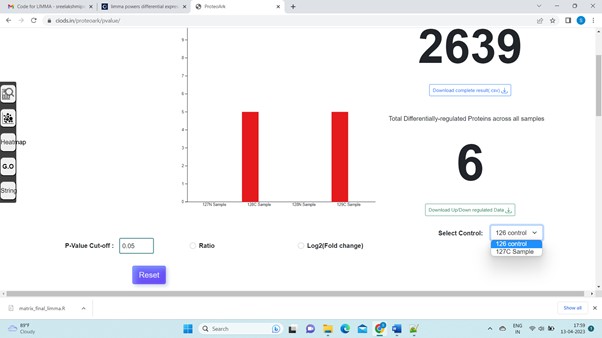 Code for LIMMA -
limma powers differential expres
ProteoArk
ciods.in/proteoark/pvalue/
2639
Download complete result(.csv)
Total Differentially-regulated Proteins across all samples
6
Download Up/Down regulated Data
9
8
7
6
5
4
3
2
1
0
127N Sample 128C Sample 128N Sample 129C Sample
Heatmap
G.O
String
Select Control: 126 control
126 control
127C Sample
P-Value Cut-off : 0.05 Ratio Log2(Fold change)
Reset
matrix_final_limma.R Show all
89°F
Cloudy
Search
ENG
IN
17:59
13-04-2023